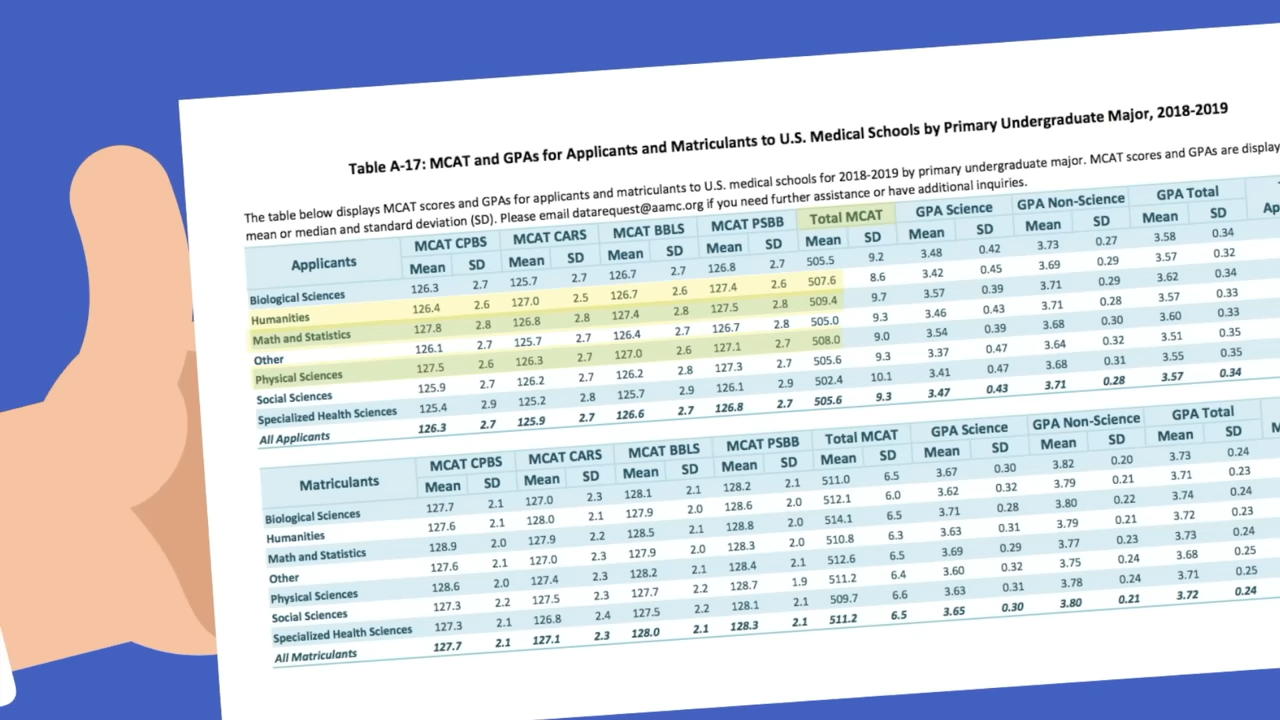 Table A-17: MCAT and GPAs for Applicants and Matriculants to U.S. Medical Schools by Primary Undergraduate Major, 2018-2019
The table below displays MCAT scores and GPAs for applicants and matriculants to U.S. medical schools for 2018-2019 by primary undergraduate major. MCAT scores and GPAs are display
mean or median and standard deviation (SD). Please email datarequest@aamc.org if you need further assistance or have additional inquiries.
Applicants MCAT CPBS MCAT CARS MCAT BBLS MCAT PSBB Total MCAT GPA Science GPA Non-Science GPA Total
Mean SD Mean SD Mean SD Mean SD Mean SD Mean SD Mean SD Mean SD Ap
Biological Sciences 126.3 2.7 125.7 2.7 126.7 2.7 126.8 2.7 505.5 9.2 3.48 0.42 3.73 0.27 3.58 0.34
Humanities 126.4 2.6 127.0 2.5 126.7 2.6 127.4 2.6 507.6 8.6 3.42 0.45 3.69 0.29 3.57 0.32
Math and Statistics 127.8 2.8 126.8 2.8 127.4 2.8 127.5 2.8 509.4 9.7 3.57 0.39 3.71 0.29 3.62 0.34
Other 126.1 2.7 125.7 2.7 126.4 2.7 126.7 2.8 505.0 9.3 3.46 0.43 3.71 0.28 3.57 0.33
Physical Sciences 127.5 2.6 126.3 2.7 127.0 2.6 127.1 2.7 508.0 9.0 3.54 0.39 3.68 0.30 3.60 0.33
Social Sciences 125.9 2.7 126.2 2.7 126.2 2.8 127.3 2.7 505.6 9.3 3.37 0.47 3.64 0.32 3.51 0.35
Specialized Health Sciences 125.4 2.9 125.2 2.8 125.7 2.9 126.1 2.9 502.4 10.1 3.41 0.47 3.68 0.31 3.55 0.35
All Applicants 126.3 2.7 125.9 2.7 126.6 2.7 126.8 2.7 505.6 9.3 3.47 0.43 3.71 0.28 3.57 0.34
Matriculants MCAT CPBS MCAT CARS MCAT BBLS MCAT PSBB Total MCAT GPA Science GPA Non-Science GPA Total
Mean SD Mean SD Mean SD Mean SD Mean SD Mean SD Mean SD Mean SD M
Biological Sciences 127.7 2.1 127.0 2.3 128.1 2.1 128.2 2.1 511.0 6.5 3.67 0.30 3.82 0.20 3.73 0.24
Humanities 127.6 2.1 128.0 2.1 127.9 2.0 128.6 2.0 512.1 6.0 3.62 0.32 3.79 0.21 3.71 0.23
Math and Statistics 128.9 2.0 127.9 2.2 128.5 2.1 128.8 2.0 514.1 6.5 3.71 0.28 3.80 0.22 3.74 0.24
Other 127.6 2.1 127.0 2.3 127.9 2.0 128.3 2.0 510.8 6.3 3.63 0.31 3.79 0.21 3.72 0.23
Physical Sciences 128.6 2.0 127.4 2.3 128.2 2.1 128.4 2.1 512.6 6.5 3.69 0.29 3.77 0.23 3.73 0.24
Social Sciences 127.3 2.2 127.5 2.3 127.7 2.2 128.7 1.9 511.2 6.4 3.60 0.32 3.75 0.24 3.68 0.25
Specialized Health Sciences 127.3 2.1 126.8 2.4 127.5 2.2 128.1 2.1 509.7 6.6 3.63 0.31 3.78 0.24 3.71 0.25
All Matriculants 127.7 2.1 127.1 2.3 128.0 2.1 128.3 2.1 511.2 6.5 3.65 0.30 3.80 0.21 3.72 0.24